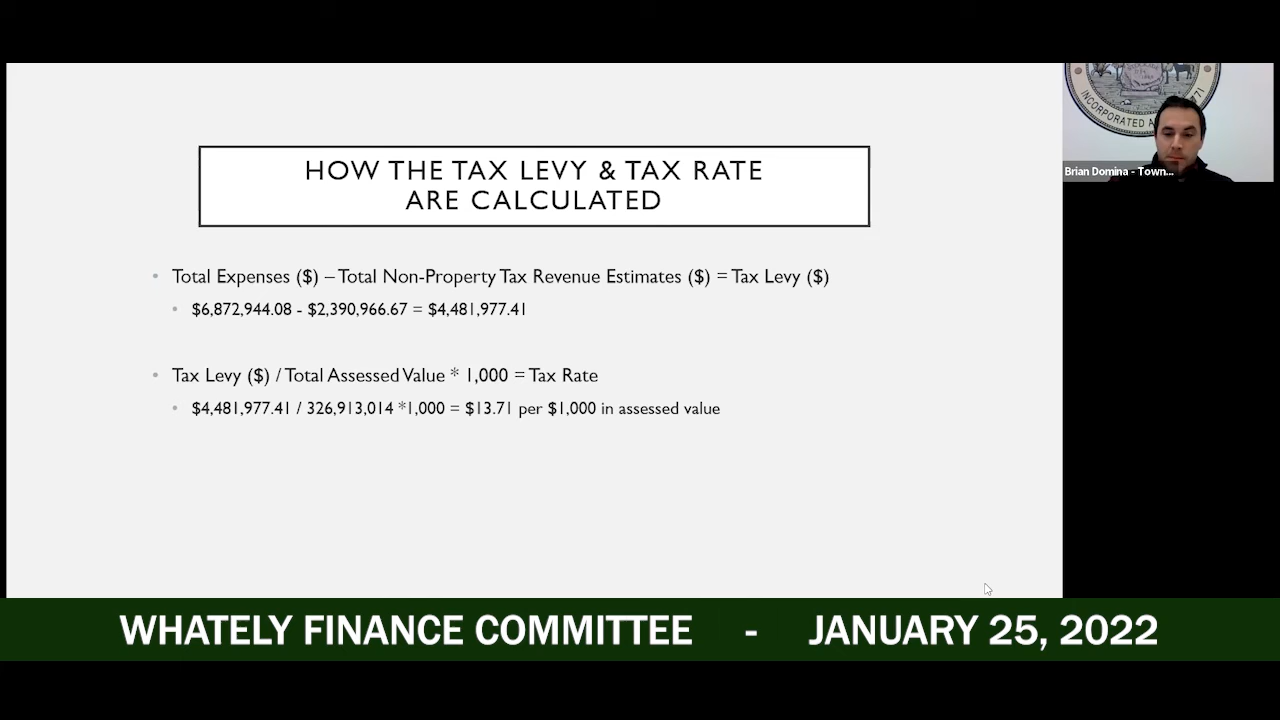 HOW THE TAX LEVY & TAX RATE
ARE CALCULATED
• Total Expenses ($) – Total Non-Property Tax Revenue Estimates ($) = Tax Levy ($)
• $6,872,944.08 - $2,390,966.67 = $4,481,977.41
• Tax Levy ($) / Total Assessed Value * 1,000 = Tax Rate
• $4,481,977.41 / 326,913,014 *1,000 = $13.71 per $1,000 in assessed value
INCORPORATED
Brian Domina - Town...
WHATELY FINANCE COMMITTEE - JANUARY 25, 2022